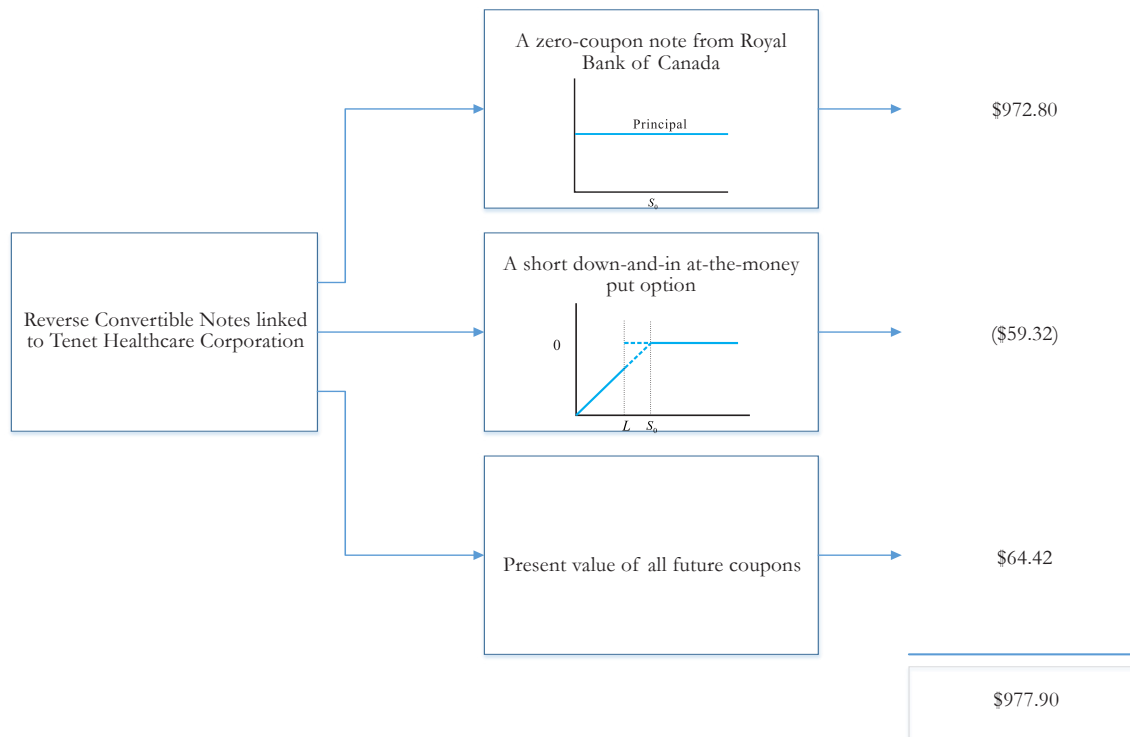 A zero-coupon note from Royal
Bank of Canada
Principal
S₀
$972.80
Reverse Convertible Notes linked
to Tenet Healthcare Corporation
A short down-and-in at-the-money
put option
0
L S₀
($59.32)
Present value of all future coupons
$64.42
$977.90